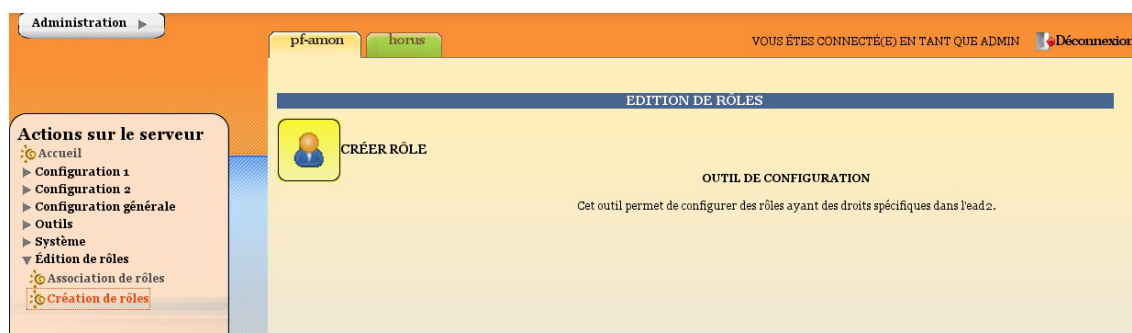 Administration
pf-amon
horus
VOUS ÊTES CONNECTÉ(E) EN TANT QUE ADMIN
Déconnexion
EDITION DE RÔLES
Actions sur le serveur
Accueil
Configuration 1
Configuration 2
Configuration générale
Outils
Système
Édition de rôles
Association de rôles
Création de rôles
CRÉER RÔLE
OUTIL DE CONFIGURATION
Cet outil permet de configurer des rôles ayant des droits spécifiques dans l'ead2.